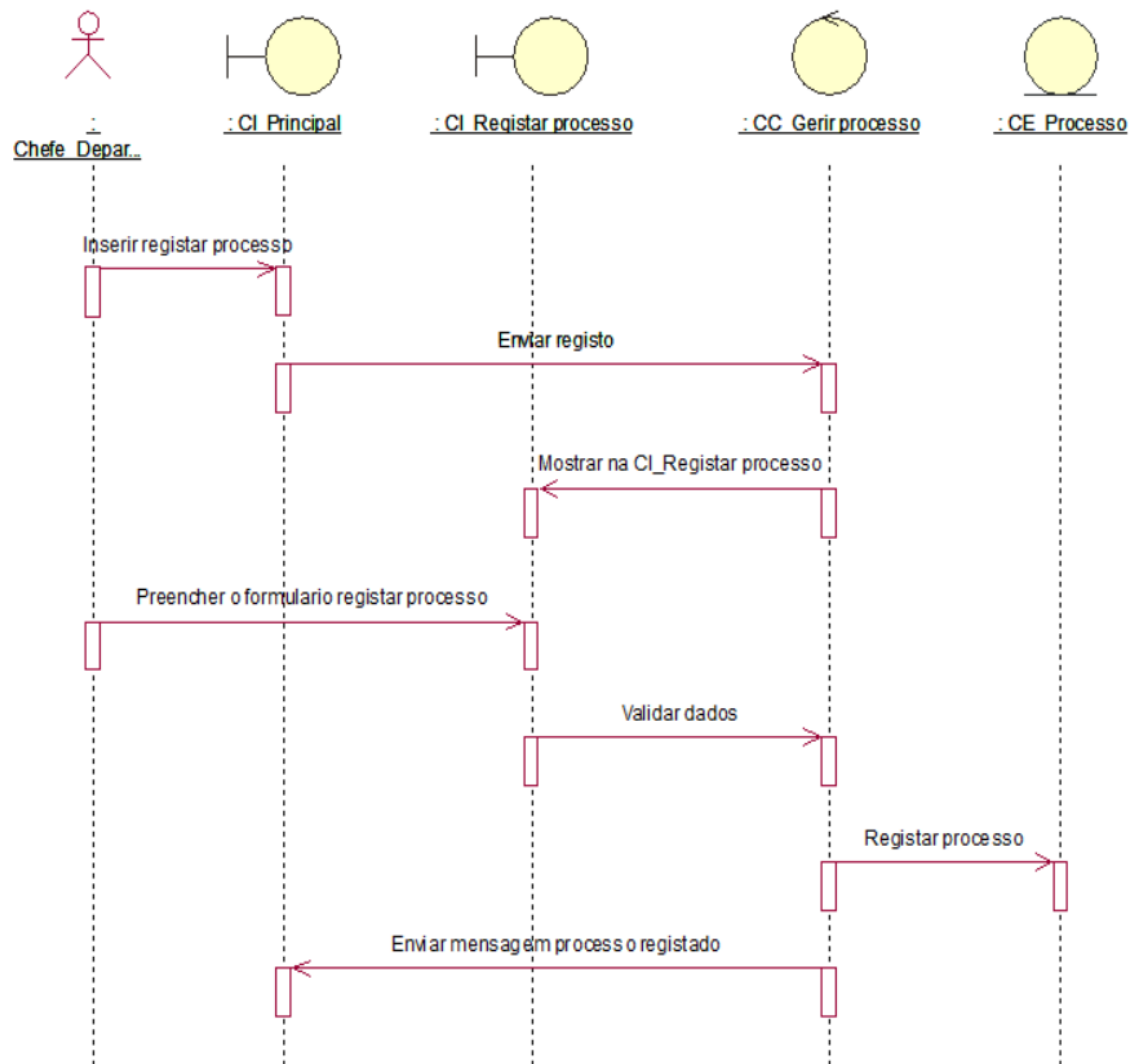 :
Chefe_Depar...
: CI_Principal
: CI_Registar processo
: CC_Gerir processo
: CE_Processo
Inserir registar processo
Enviar registo
Mostrar na CI_Registar processo
Preencher o formulario registar processo
Validar dados
Registar processo
Enviar mensagem processo registado